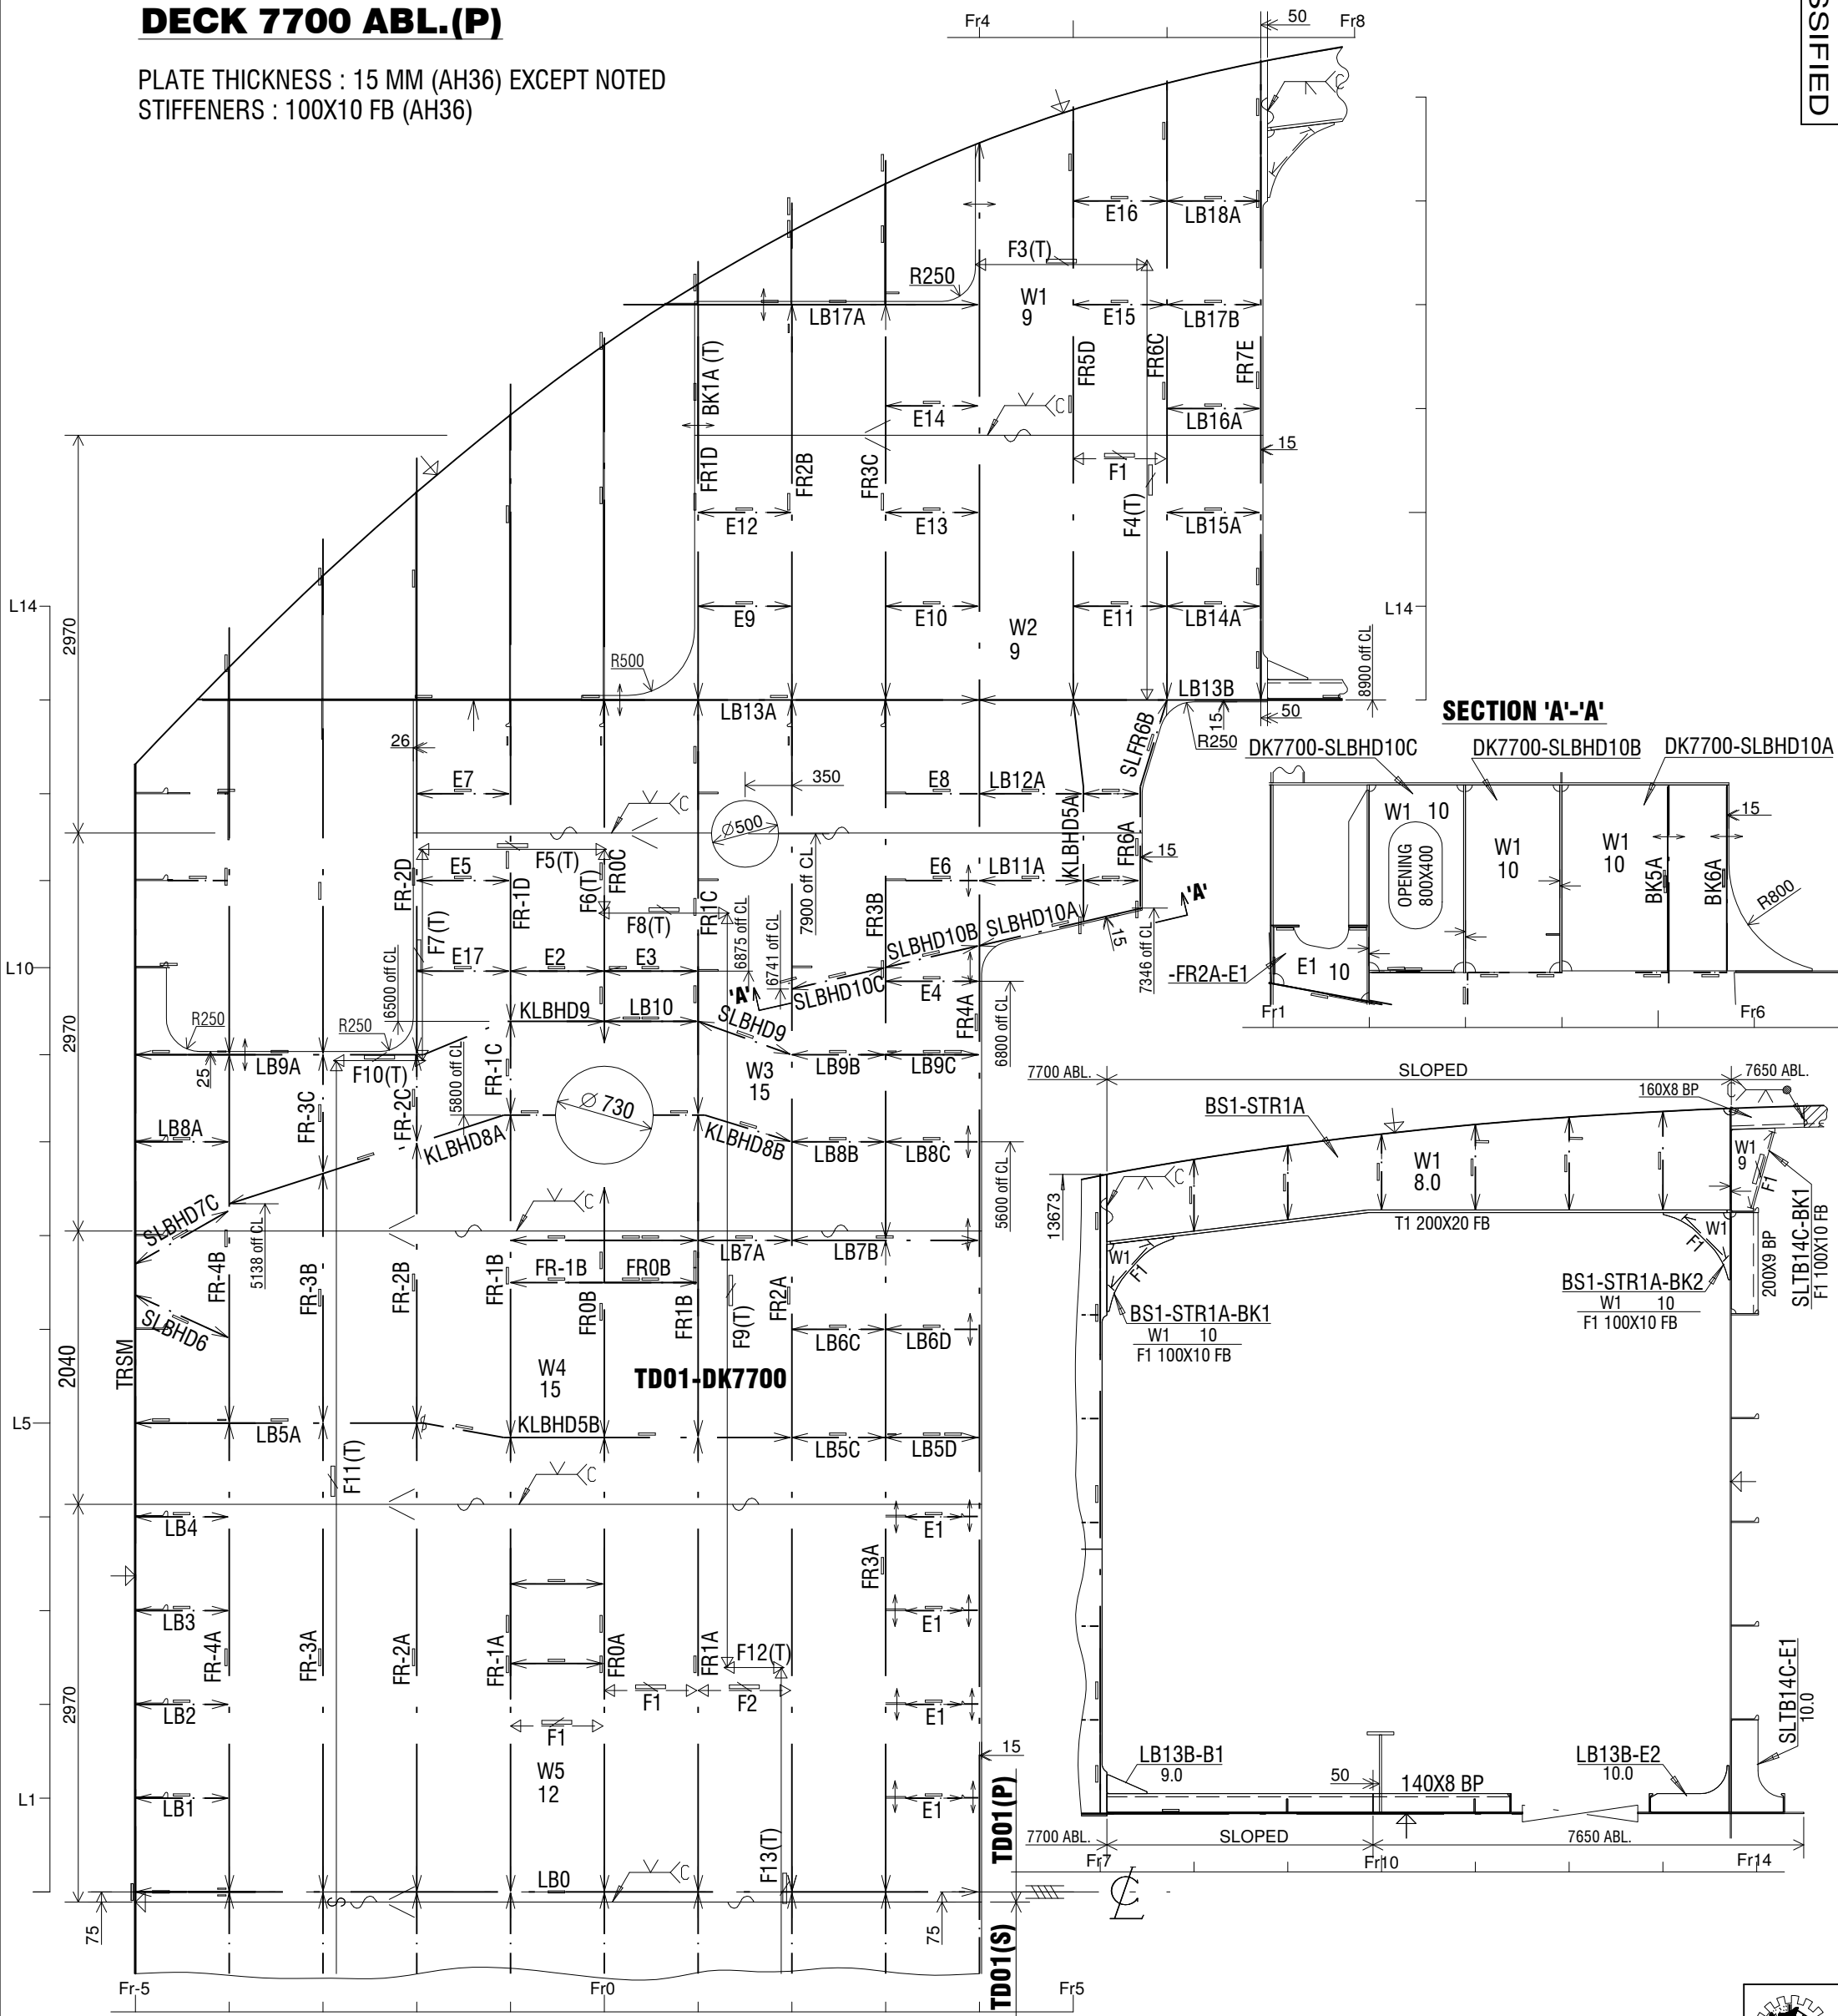 DECK 7700 ABL.(P)
PLATE THICKNESS : 15 MM (AH36) EXCEPT NOTED
STIFFENERS : 100X10 FB (AH36)
SSIFIED
Fr4
50
Fr8
E16
LB18A
F3(T)
R250
W1
9
LB17A
E15
LB17B
BK1A (T)
FR5D
FR6C
FR7E
E14
C
LB16A
15
FR1D
FR2B
FR3C
F1
E12
E13
F4(T)
LB15A
L14
2970
E9
E10
W2
9
E11
LB14A
L14
R500
LB13A
LB13B
8900 off CL
15
50
R250
26
E7
350
E8
LB12A
SLFR6B
C
Ø500
F5(T)
FR-2D
E5
FR-1D
F6(T)
FR0C
7900 off CL
E6
LB11A
KLBHD5A
FR6A
15
F7(T)
F8(T)
FR1C
FR3B
'A'
SLBHD10B
SLBHD10A
15
7346 off CL
L10
E17
E2
E3
6875 off CL
6741 off CL
'A'
SLBHD10C
E4
6500 off CL
R250
R250
KLBHD9
LB10
SLBHD9
FR4A
6800 off CL
2970
25
LB9A
F10(T)
FR-1C
W3
15
LB9B
LB9C
FR-3C
FR-2C
5800 off CL
Ø 730
LB8A
KLBHD8A
KLBHD8B
LB8B
LB8C
SLBHD7C
5138 off CL
C
5600 off CL
FR-4B
FR-3B
FR-2B
FR-1B
FR-1B
FR0B
LB7A
LB7B
SLBHD6
FR0B
FR1B
F9(T)
FR2A
LB6C
LB6D
2040
TRSM
W4
15
TD01-DK7700
L5
LB5A
KLBHD5B
LB5C
LB5D
F11(T)
C
LB4
E1
FR3A
LB3
E1
FR-4A
FR-3A
FR-2A
FR-1A
FR0A
FR1A
F12(T)
2970
LB2
F1
F2
E1
F1
15
W5
12
L1
LB1
E1
TD01(P)
F13(T)
LB0
C
S
75
75
TD01(S)
Fr-5
Fr0
Fr5
SECTION 'A'-'A'
DK7700-SLBHD10C
DK7700-SLBHD10B
DK7700-SLBHD10A
W1 10
OPENING
800X400
W1
10
W1
10
15
BK5A
BK6A
R800
-FR2A-E1
E1 10
Fr1
Fr6
7700 ABL.
SLOPED
7650 ABL.
160X8 BP
C
BS1-STR1A
W1
9
F1
C
W1
8.0
13673
T1 200X20 FB
W1
F1
W1
F1
BS1-STR1A-BK1
W1 10
F1 100X10 FB
BS1-STR1A-BK2
W1 10
F1 100X10 FB
200X9 BP
SLTB14C-BK1
F1 100X10 FB
SLTB14C-E1
10.0
LB13B-B1
9.0
50
140X8 BP
LB13B-E2
10.0
7700 ABL.
SLOPED
7650 ABL.
Fr7
Fr10
Fr14